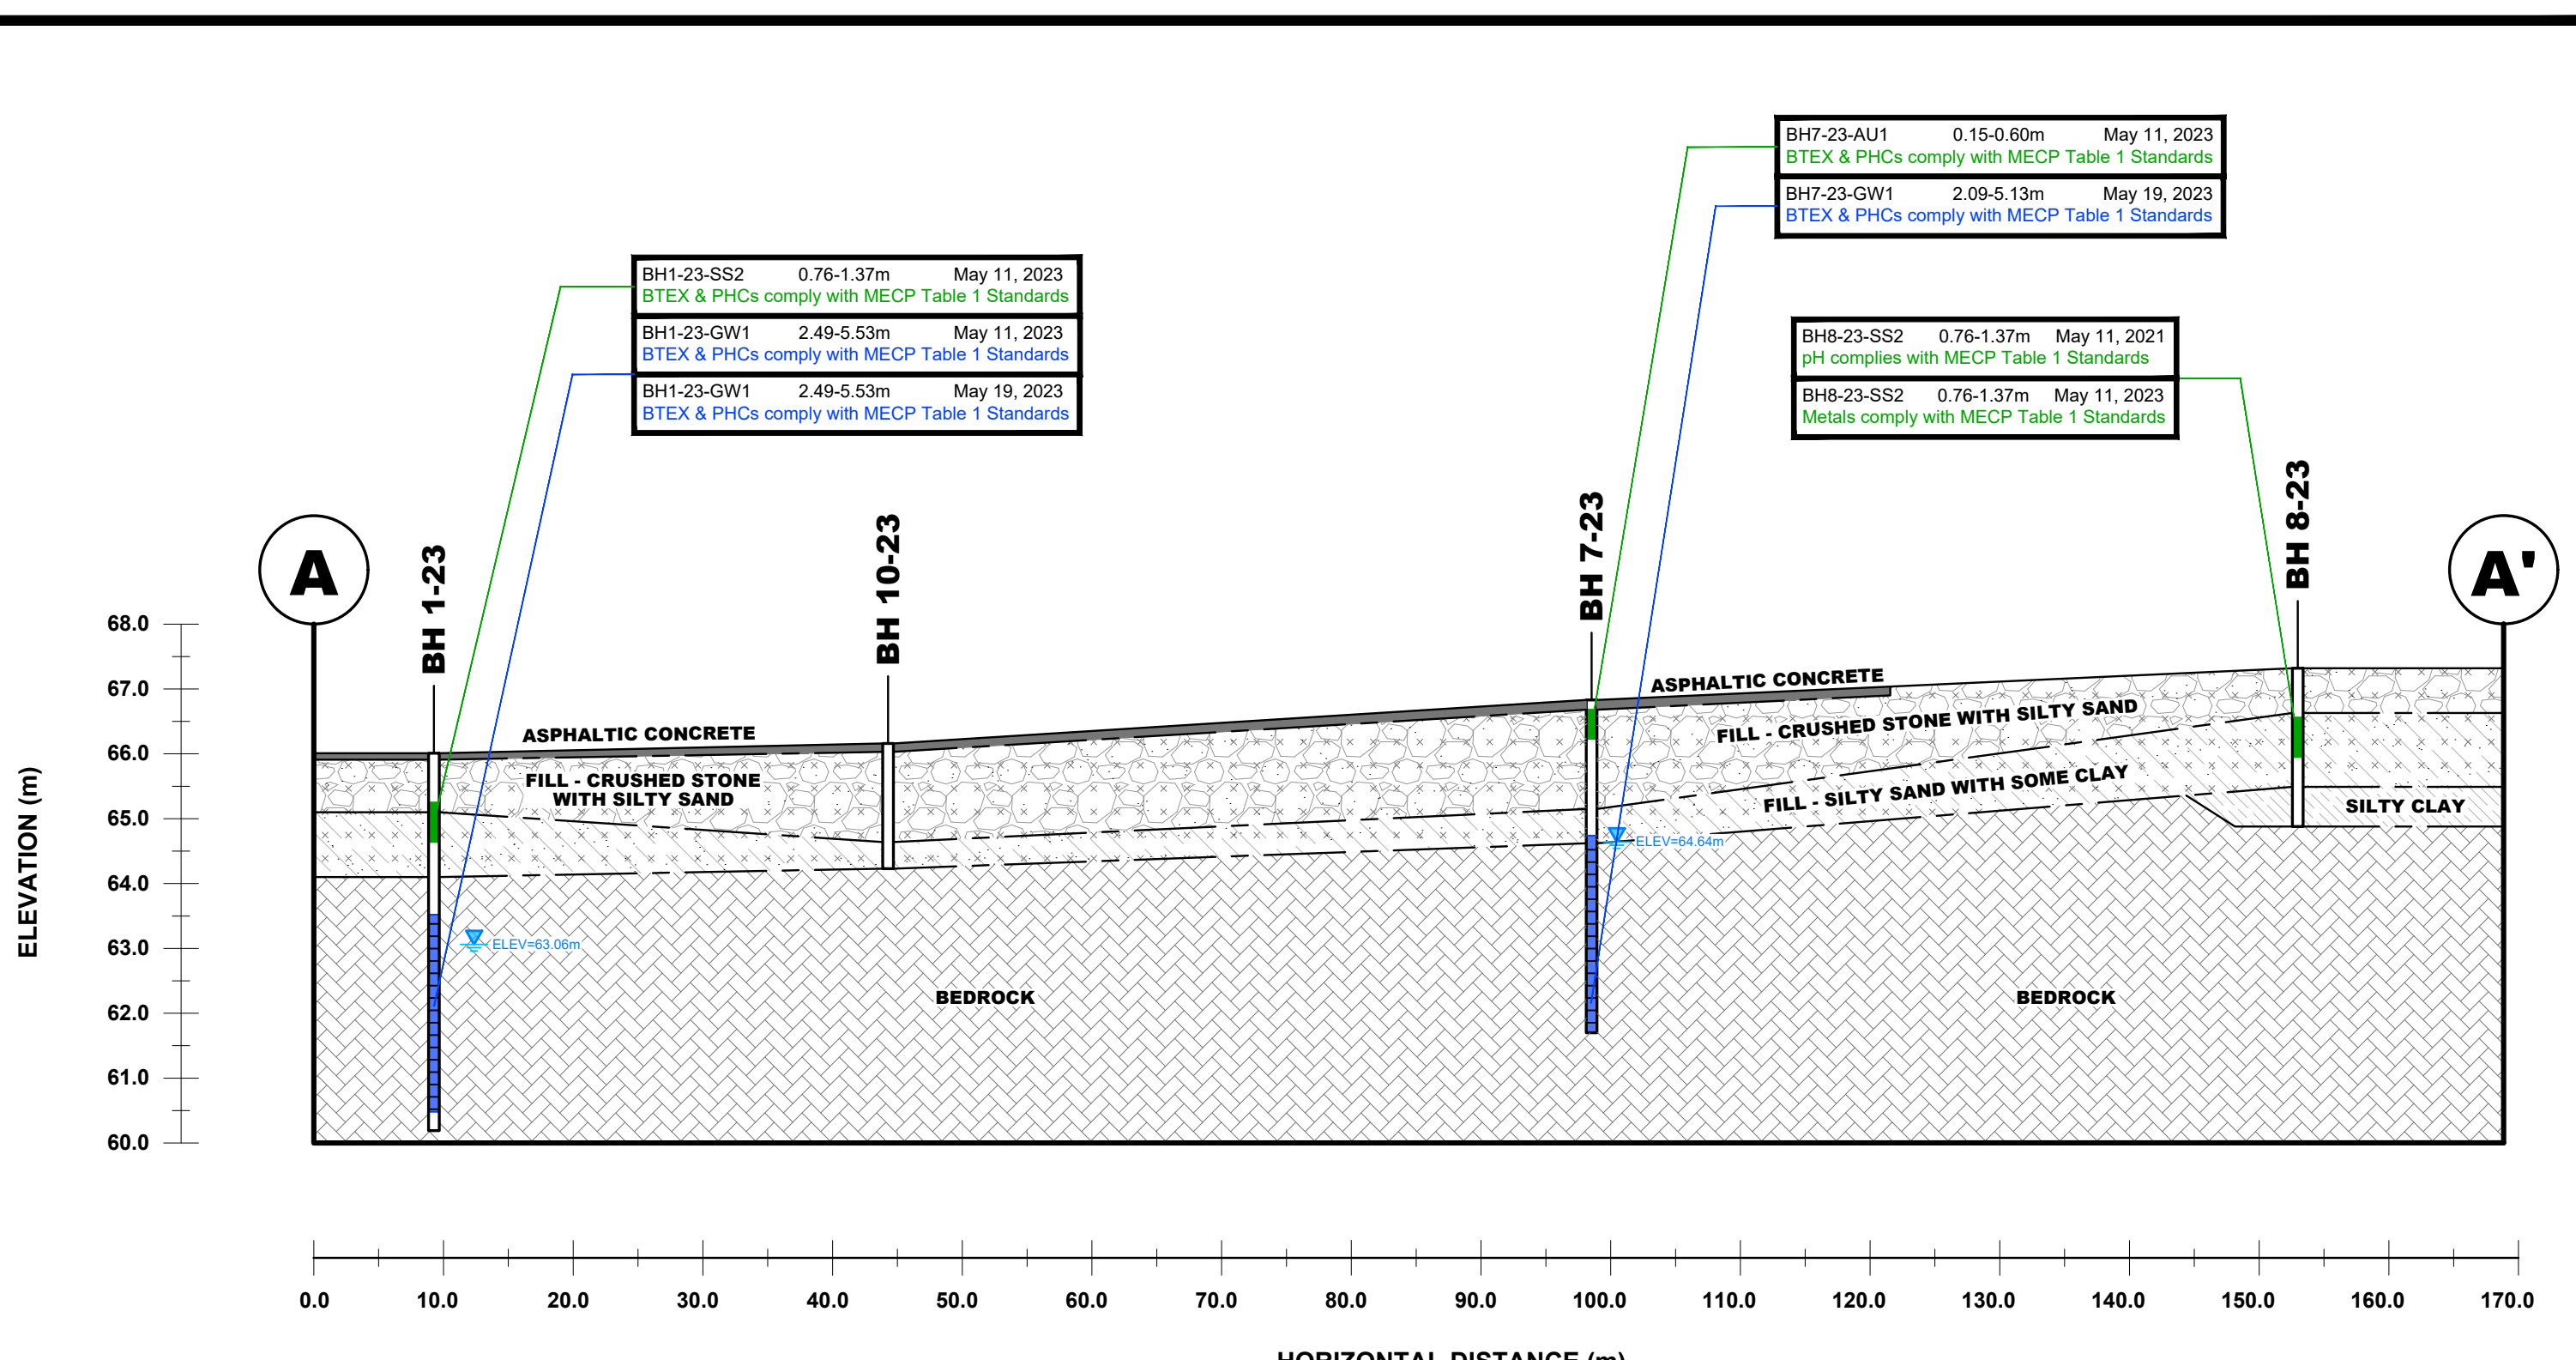 BH7-23-AU1 0.15-0.60m May 11, 2023
BTEX & PHCs comply with MECP Table 1 Standards
BH7-23-GW1 2.09-5.13m May 19, 2023
BTEX & PHCs comply with MECP Table 1 Standards
BH1-23-SS2 0.76-1.37m May 11, 2023
BTEX & PHCs comply with MECP Table 1 Standards
BH1-23-GW1 2.49-5.53m May 11, 2023
BTEX & PHCs comply with MECP Table 1 Standards
BH1-23-GW1 2.49-5.53m May 19, 2023
BTEX & PHCs comply with MECP Table 1 Standards
BH8-23-SS2 0.76-1.37m May 11, 2021
pH complies with MECP Table 1 Standards
BH8-23-SS2 0.76-1.37m May 11, 2023
Metals comply with MECP Table 1 Standards
A
BH 1-23
BH 10-23
BH 7-23
BH 8-23
A'
ELEVATION (m)
68.0
67.0
66.0
65.0
64.0
63.0
62.0
61.0
60.0
ASPHALTIC CONCRETE
FILL - CRUSHED STONE
WITH SILTY SAND
ASPHALTIC CONCRETE
FILL - CRUSHED STONE WITH SILTY SAND
FILL - SILTY SAND WITH SOME CLAY
SILTY CLAY
ELEV=64.64m
ELEV=63.06m
BEDROCK
BEDROCK
0.0 10.0 20.0 30.0 40.0 50.0 60.0 70.0 80.0 90.0 100.0 110.0 120.0 130.0 140.0 150.0 160.0 170.0
HORIZONTAL DISTANCE (m)